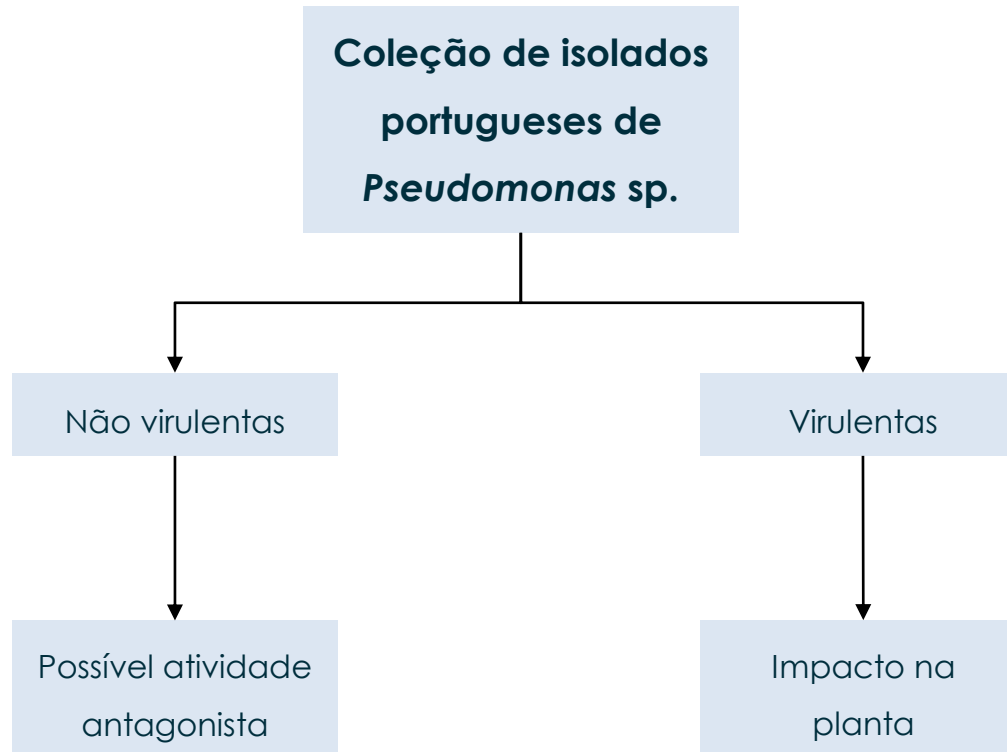 Coleção de isolados
portugueses de
Pseudomonas sp.
Não virulentas
Virulentas
Possível atividade
antagonista
Impacto na
planta